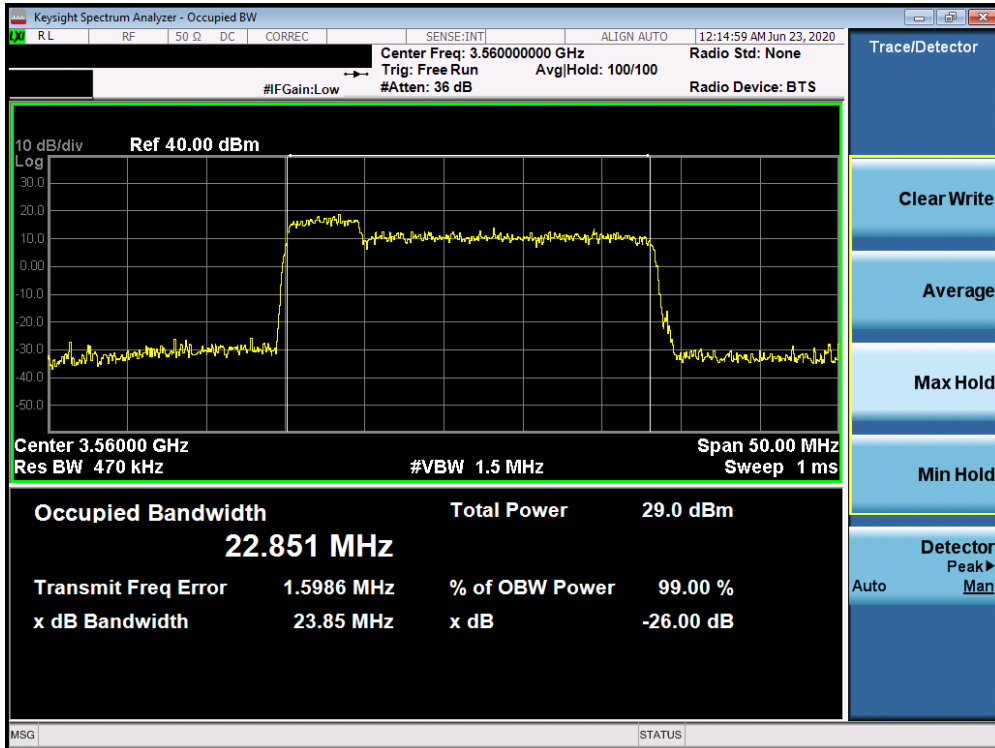 Keysight Spectrum Analyzer - Occupied BW
LXI RL RF 50 Ω DC CORREC SENSE:INT ALIGN AUTO 12:14:59 AM Jun 23, 2020
Center Freq: 3.560000000 GHz Radio Std: None
Trig: Free Run Avg|Hold: 100/100
#IFGain:Low #Atten: 36 dB Radio Device: BTS
10 dB/div Ref 40.00 dBm
Log
30.0
20.0
10.0
0.00
-10.0
-20.0
-30.0
-40.0
-50.0
Center 3.56000 GHz Span 50.00 MHz
Res BW 470 kHz #VBW 1.5 MHz Sweep 1 ms
Occupied Bandwidth Total Power 29.0 dBm
22.851 MHz
Transmit Freq Error 1.5986 MHz % of OBW Power 99.00 %
x dB Bandwidth 23.85 MHz x dB -26.00 dB
MSG STATUS
Trace/Detector
Clear Write
Average
Max Hold
Min Hold
Detector
Peak▶
Auto Man